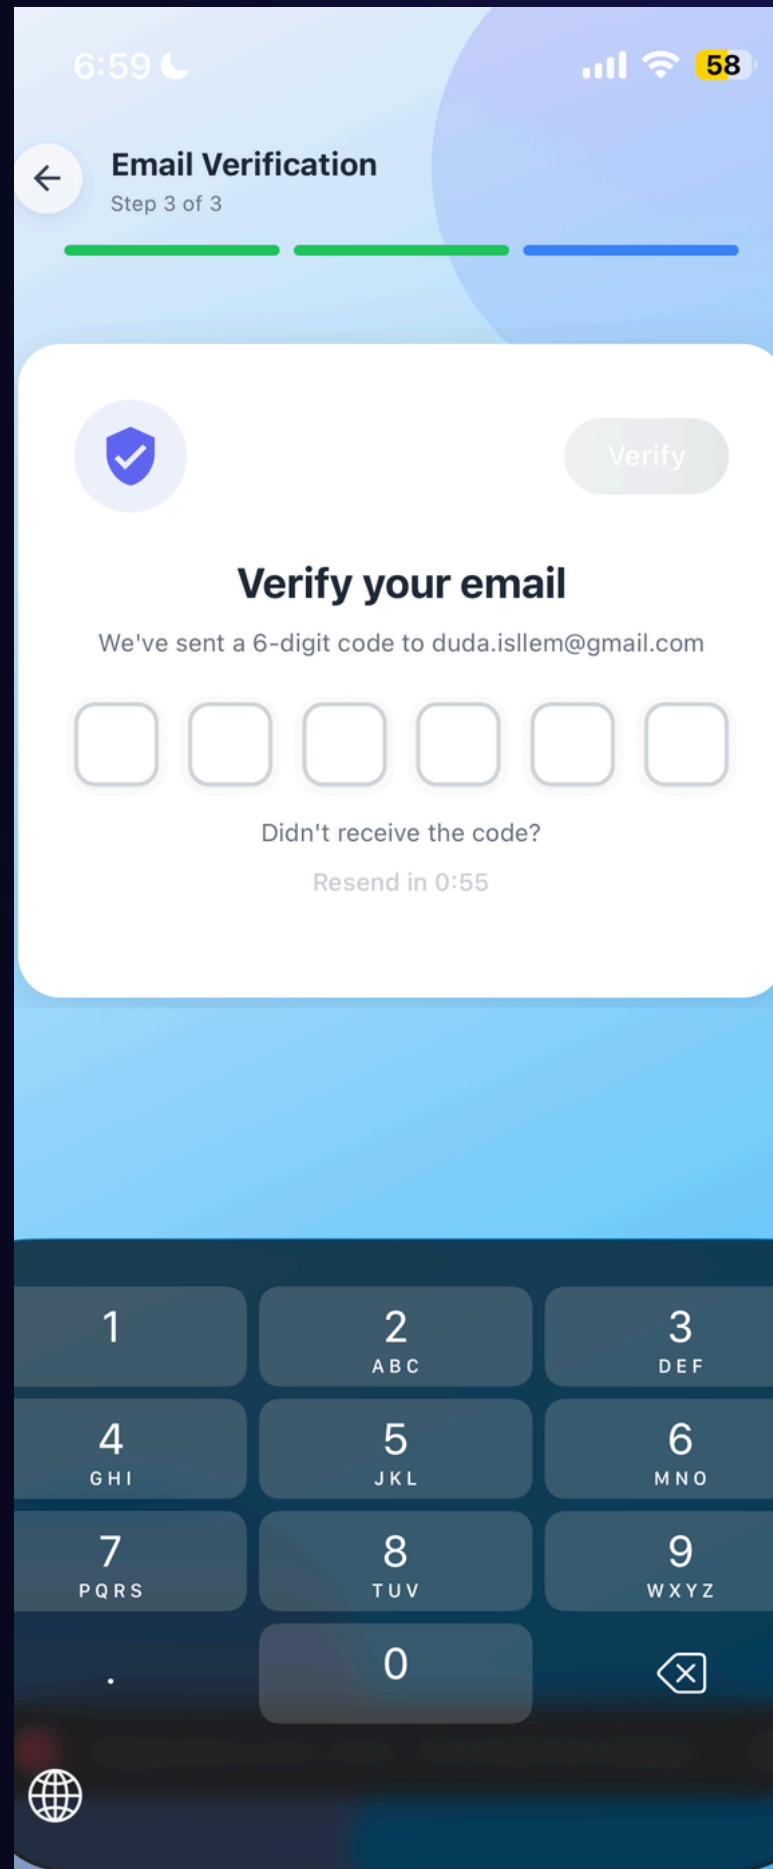 6:59
58
Email Verification
Step 3 of 3
Verify
Verify your email
We've sent a 6-digit code to duda.isllem@gmail.com
Didn't receive the code?
Resend in 0:55
1
2
ABC
3
DEF
4
GHI
5
JKL
6
MNO
7
PQRS
8
TUV
9
WXYZ
.
0